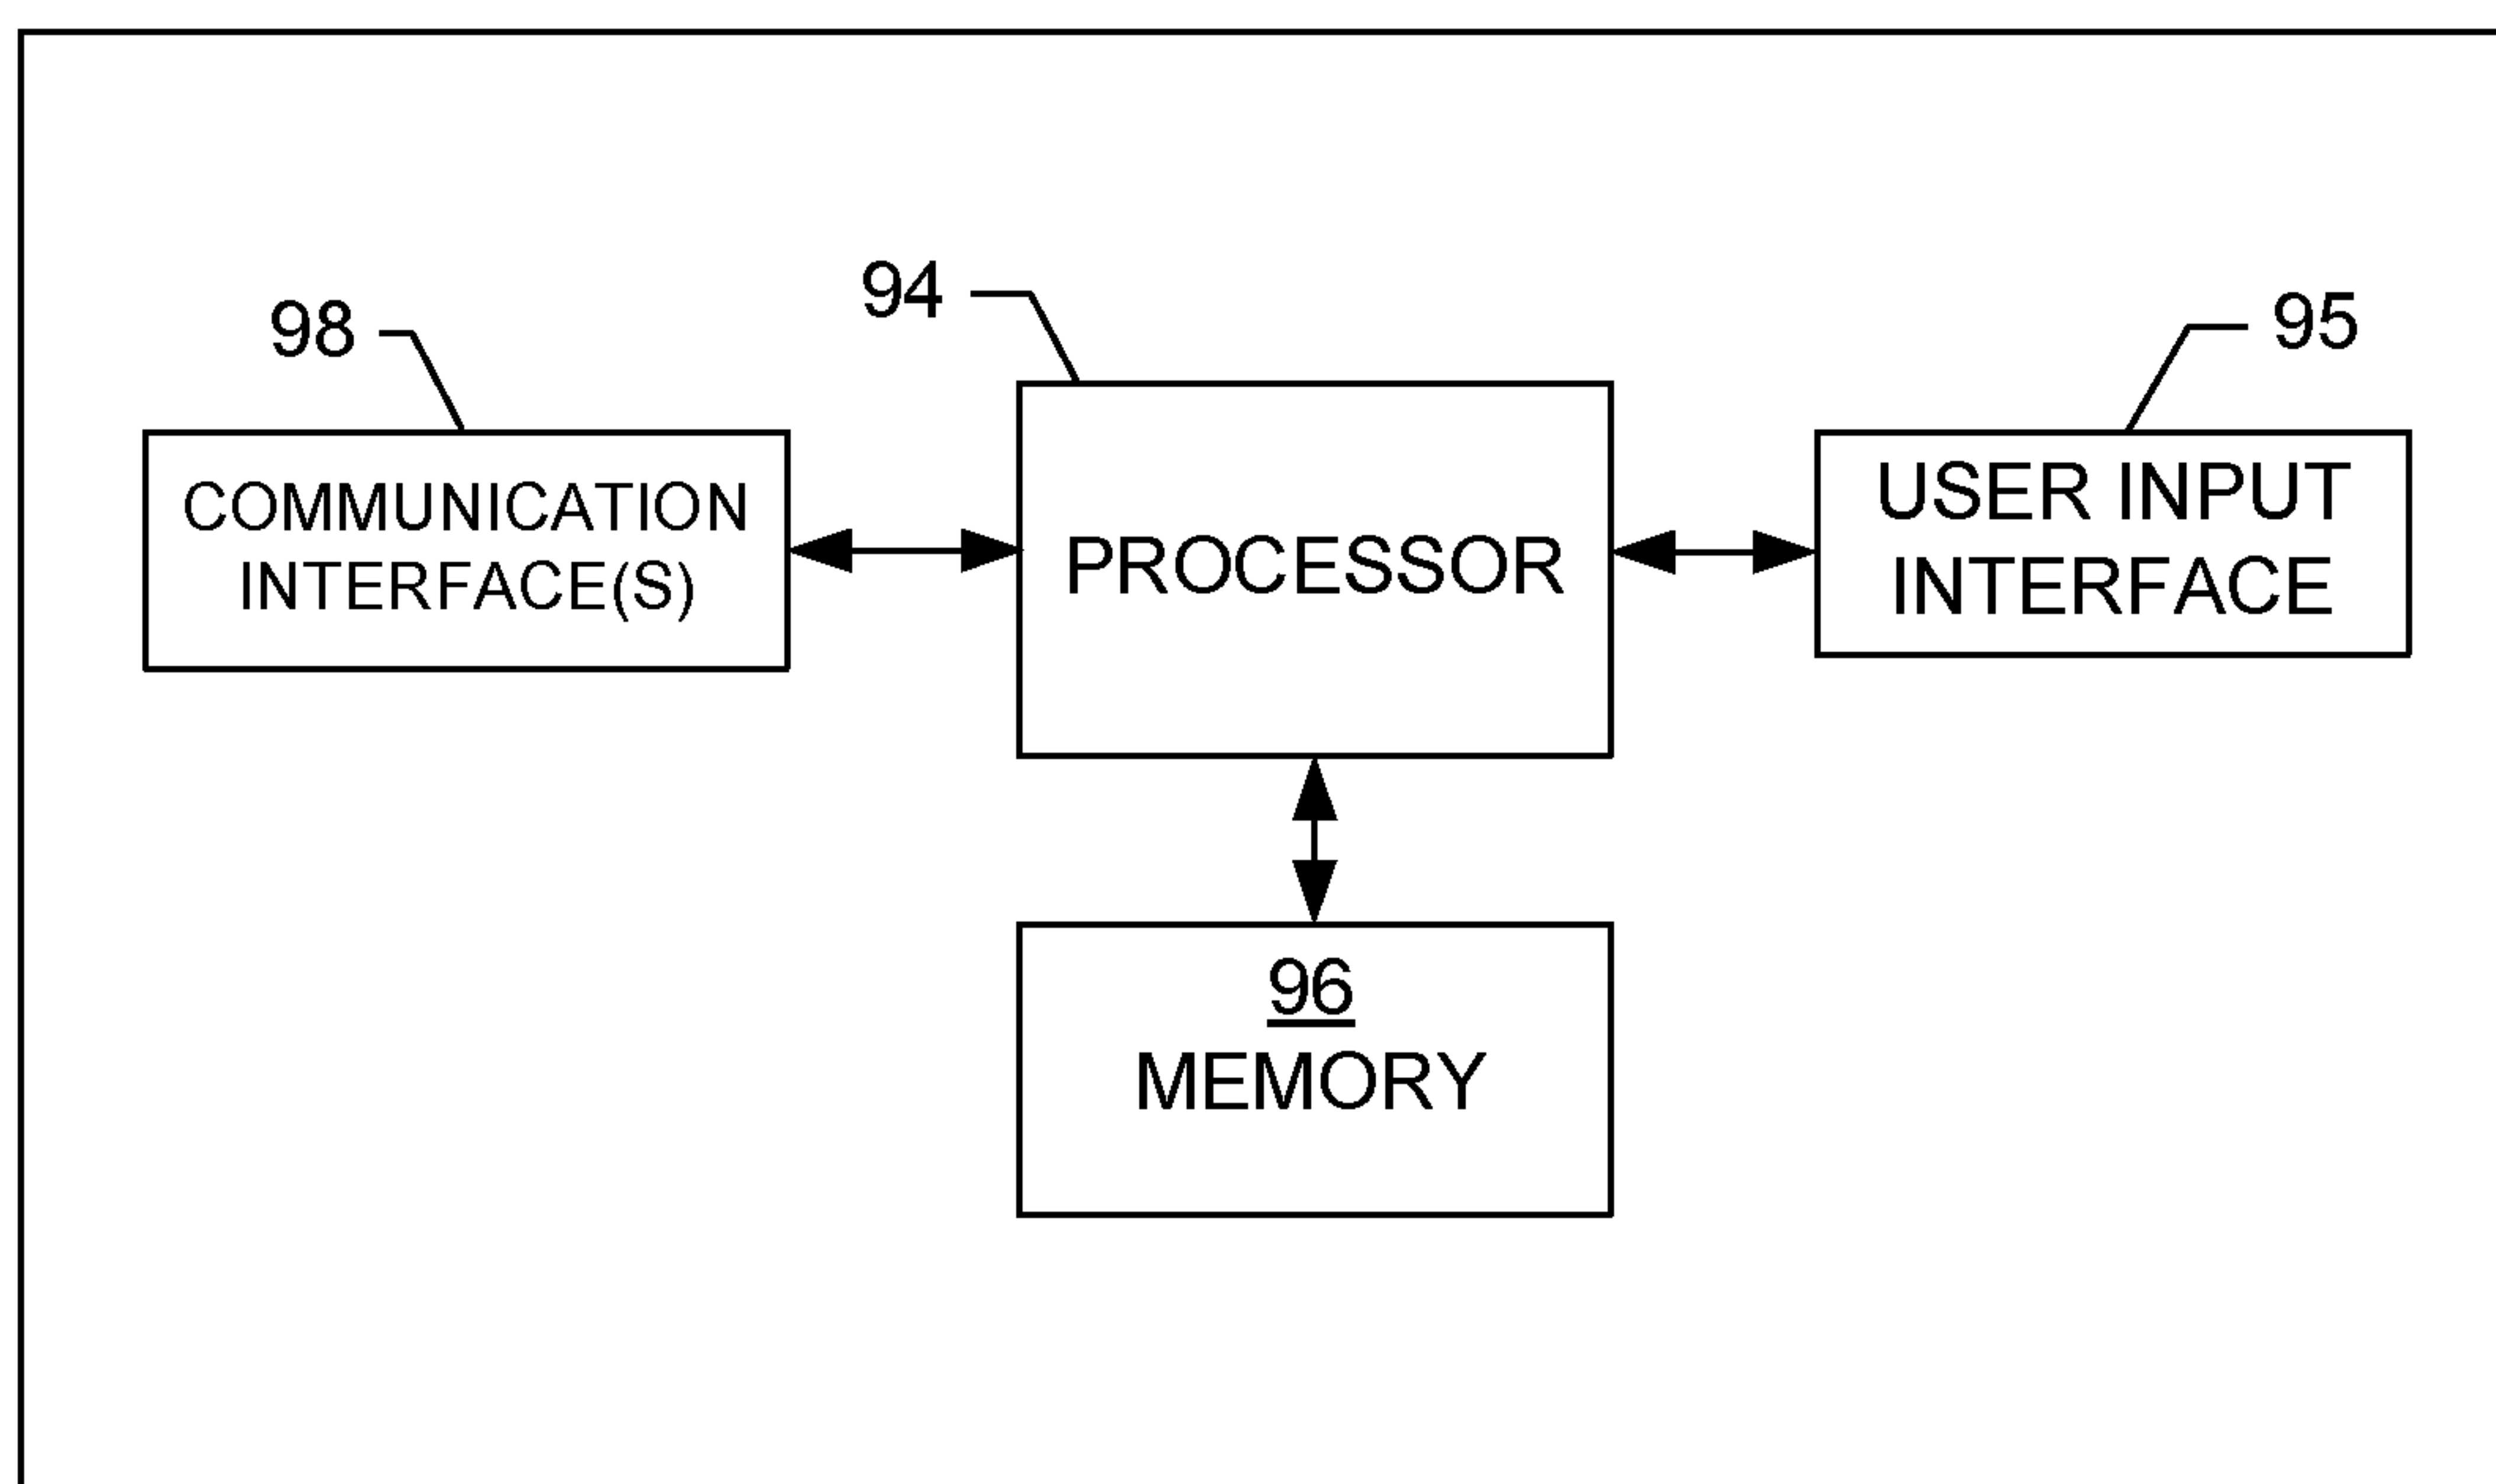 94
98
95
COMMUNICATION
INTERFACE(S)
PROCESSOR
USER INPUT
INTERFACE
96
MEMORY